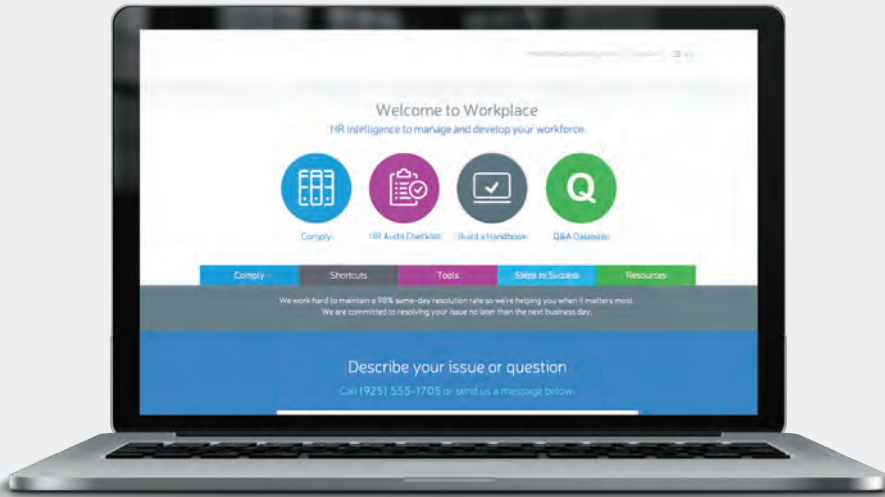 Welcome to Workplace
HR intelligence to manage and develop your workforce.
Q
Comply
HR Audit Checklist
Build a Handbook
Q&A Database
Comply
Shortcuts
Tools
Steps to Success
Resources
We work hard to maintain a 98% same-day resolution rate so we're helping you when it matters most.
We are committed to resolving your issue no later than the next business day.
Describe your issue or question
Call (925) 555-1705 or send us a message below